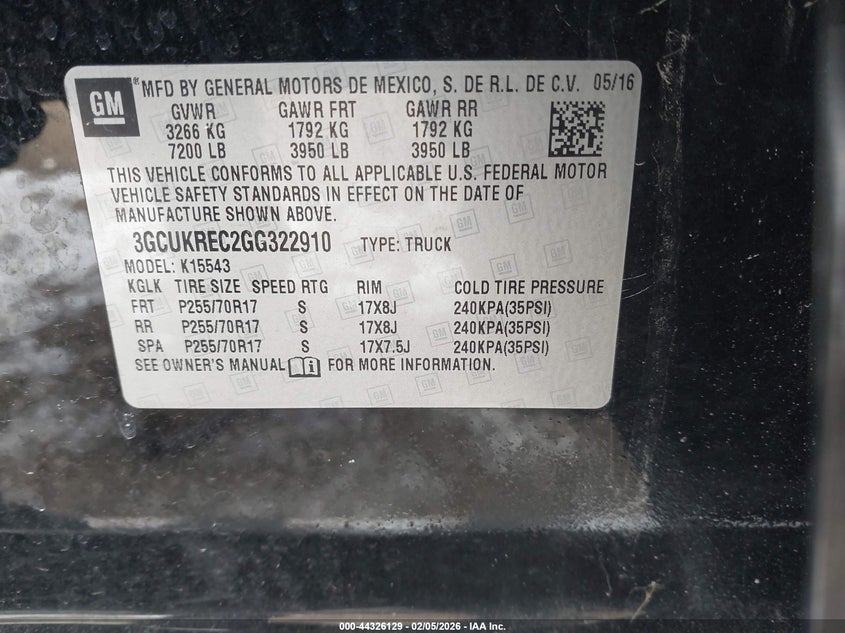 GM
® MFD BY GENERAL MOTORS DE MEXICO, S. DE R.L. DE C.V. 05/16
GVWR GAWR FRT GAWR RR
3266 KG 1792 KG 1792 KG
7200 LB 3950 LB 3950 LB
THIS VEHICLE CONFORMS TO ALL APPLICABLE U.S. FEDERAL MOTOR
VEHICLE SAFETY STANDARDS IN EFFECT ON THE DATE OF
MANUFACTURE SHOWN ABOVE.
3GCUKREC2GG322910 TYPE: TRUCK
MODEL: K15543
KGLK TIRE SIZE SPEED RTG RIM COLD TIRE PRESSURE
FRT P255/70R17 S 17X8J 240KPA(35PSI)
RR P255/70R17 S 17X8J 240KPA(35PSI)
SPA P255/70R17 S 17X7.5J 240KPA(35PSI)
SEE OWNER'S MANUAL i FOR MORE INFORMATION.
000-44326129 - 02/05/2026 - IAA Inc.